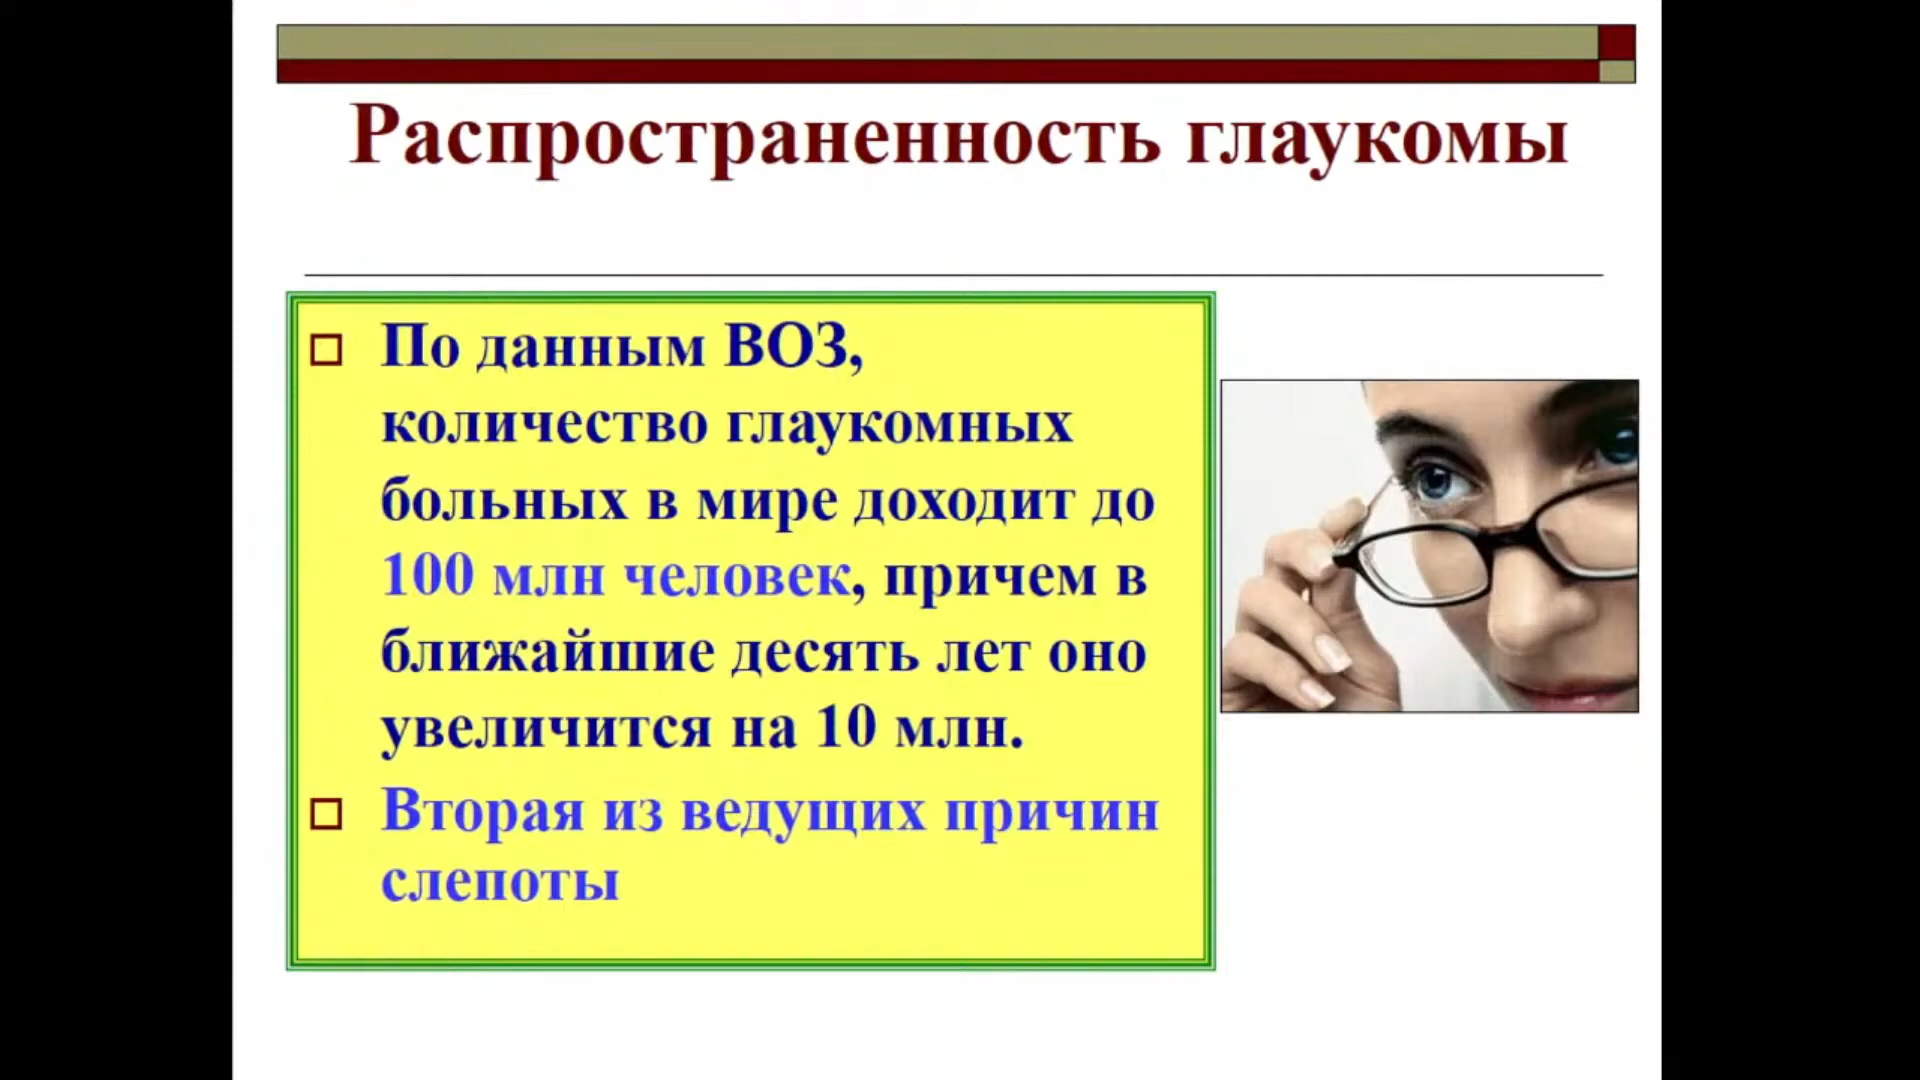 Распространенность глаукомы
По данным ВОЗ,
количество глаукомных
больных в мире доходит до
100 млн человек, причем в
ближайшие десять лет оно
увеличится на 10 млн.
Вторая из ведущих причин
слепоты